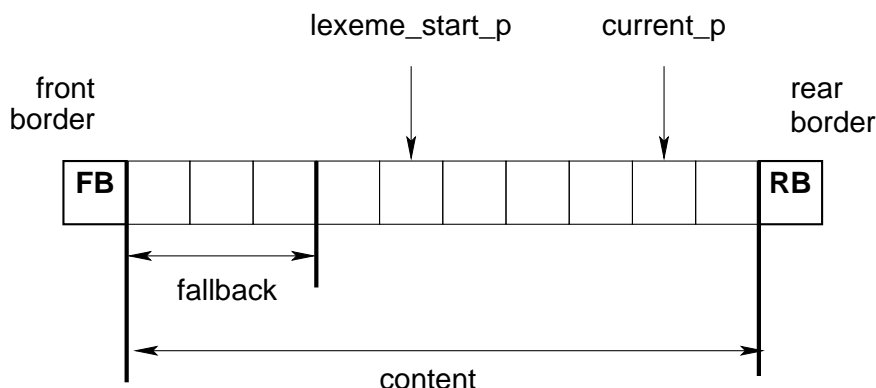 lexeme_start_p
current_p
front
border
rear
border
FB
RB
fallback
content